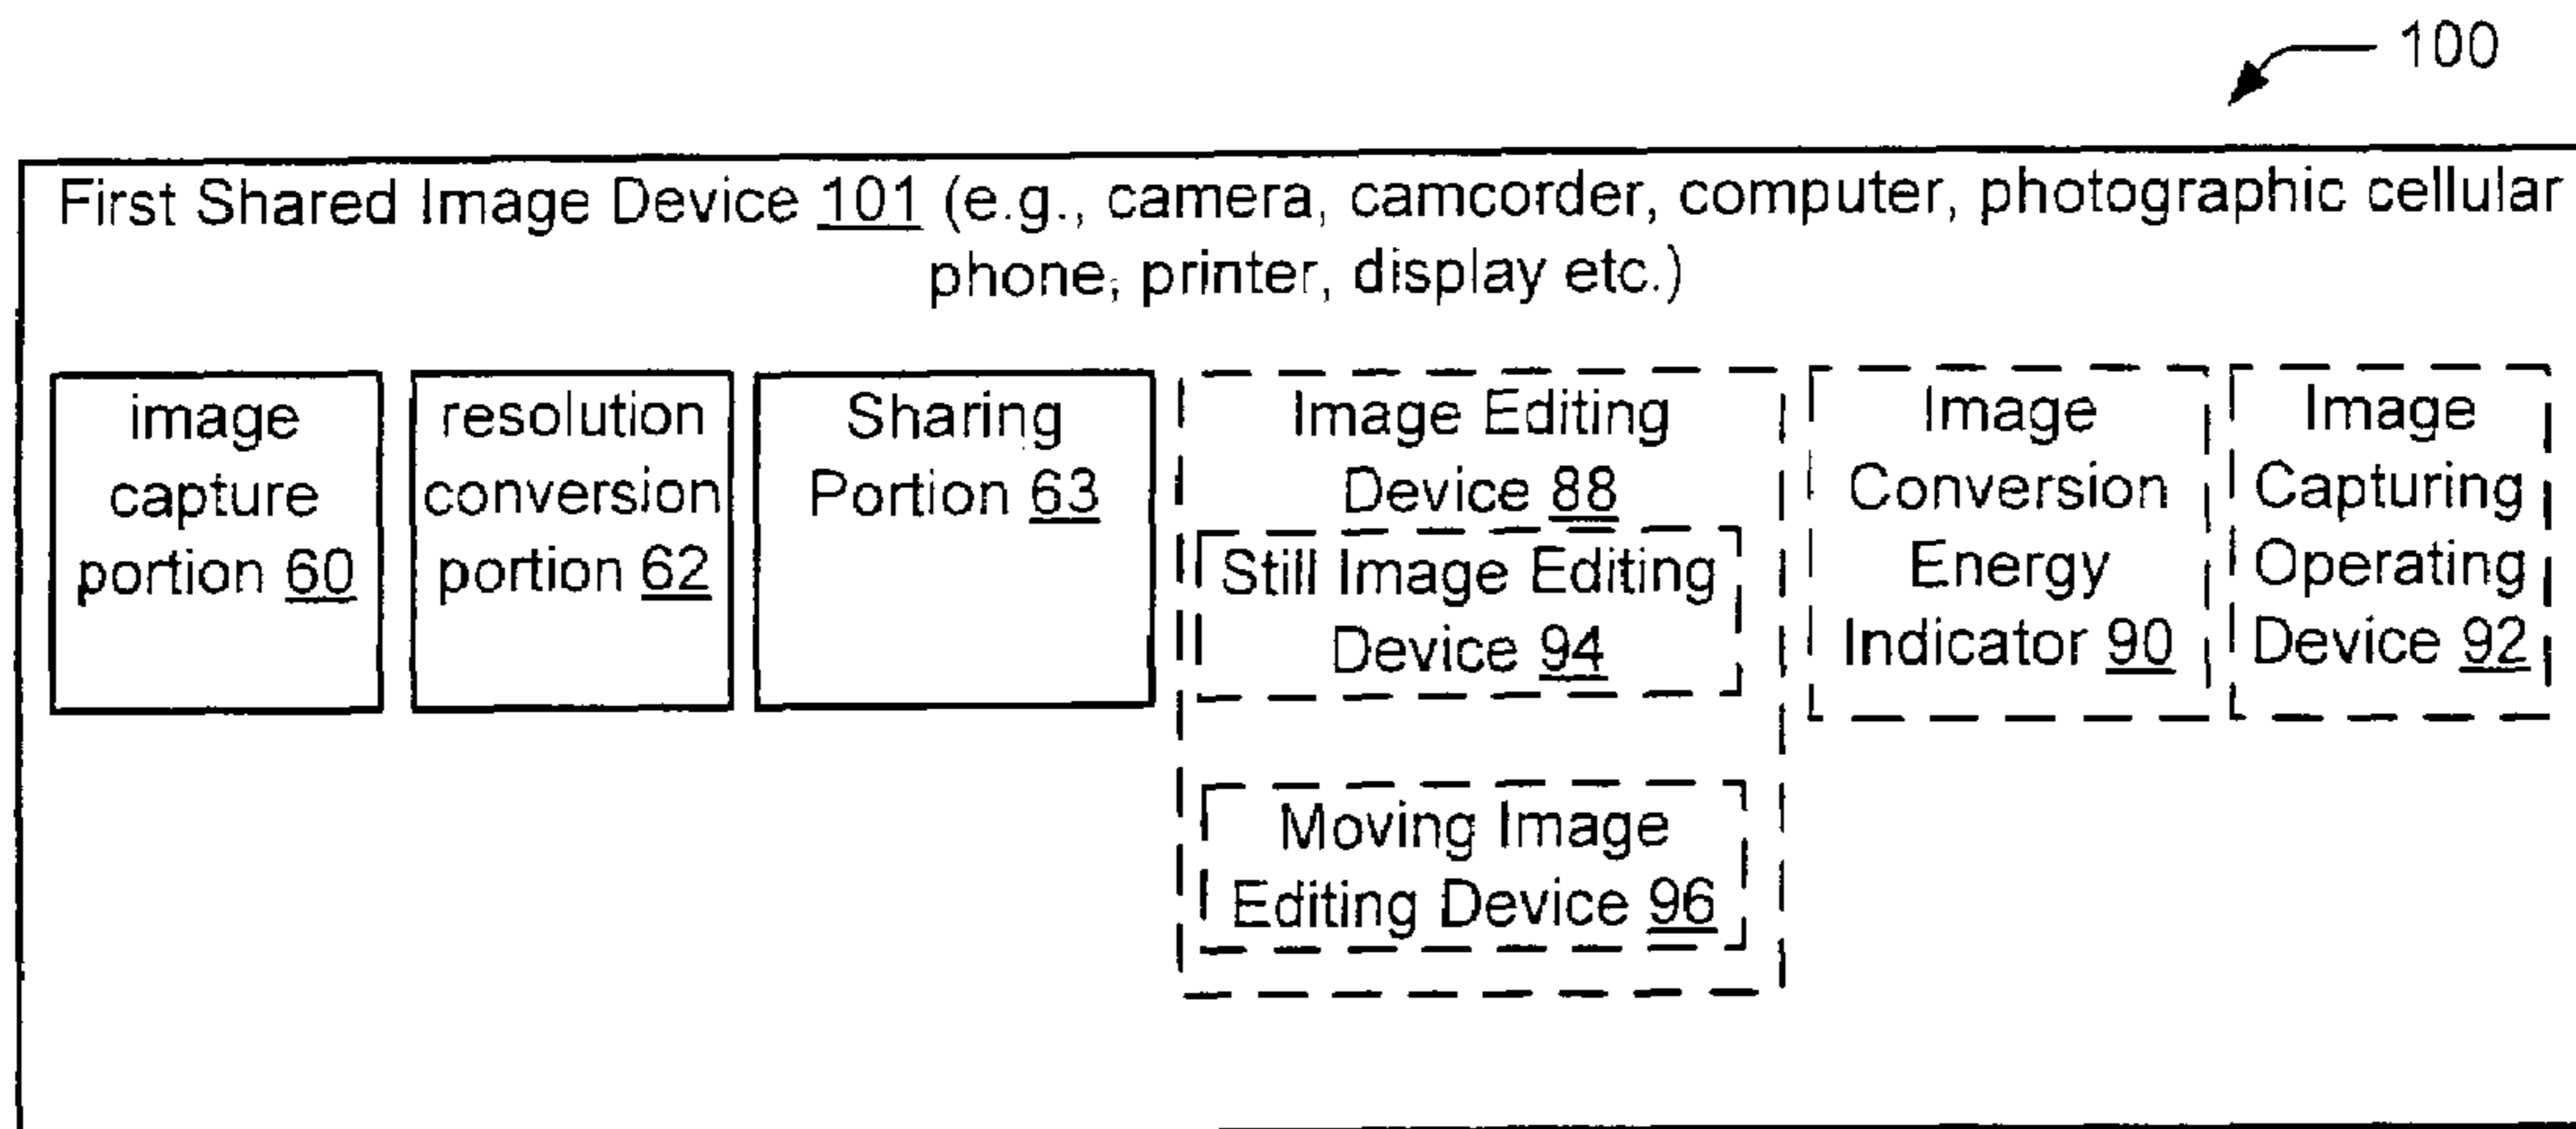 100
First Shared Image Device 101 (e.g., camera, camcorder, computer, photographic cellular
phone, printer, display etc.)
image
capture
portion 60
resolution
conversion
portion 62
Sharing
Portion 63
Image Editing
Device 88
Still Image Editing
Device 94
Moving Image
Editing Device 96
Image
Conversion
Energy
Indicator 90
Image
Capturing
Operating
Device 92